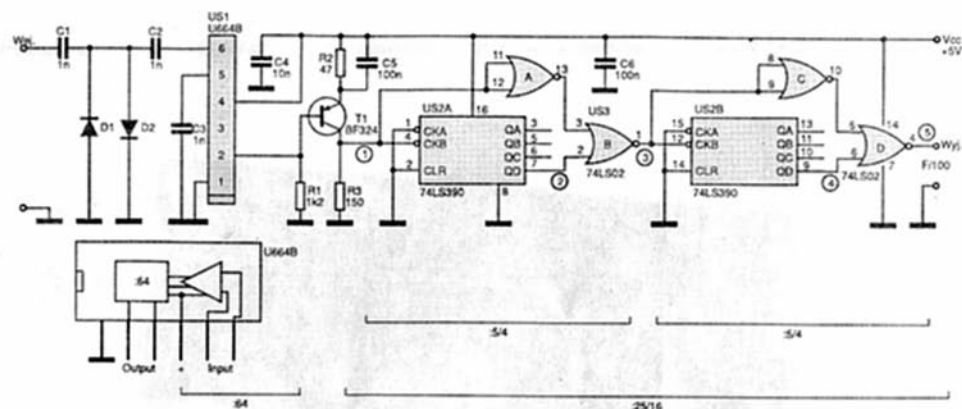 US1
U664B
Wej.
C1
1n
C2
1n
D1
D2
C3
1n
6
5
4
3
2
1
C4
10n
R2
47
C5
100n
T1
BF324
R1
1k2
R3
150
1
US2A
16
1
4
2
CKA
CKB
CLR
QA
QB
QC
QD
3
5
6
7
8
74LS390
11
12
A
13
US3
3
2
B
1
2
3
74LS02
C6
100n
US2B
15
12
14
CKA
CKB
CLR
QA
QB
QC
QD
13
11
10
9
74LS390
8
9
C
10
5
6
D
4
14
7
4
5
74LS02
Vcc
+5V
Wyj.
F/100
U664B
:64
Output
+
Input
:64
:5/4
:5/4
:25/16